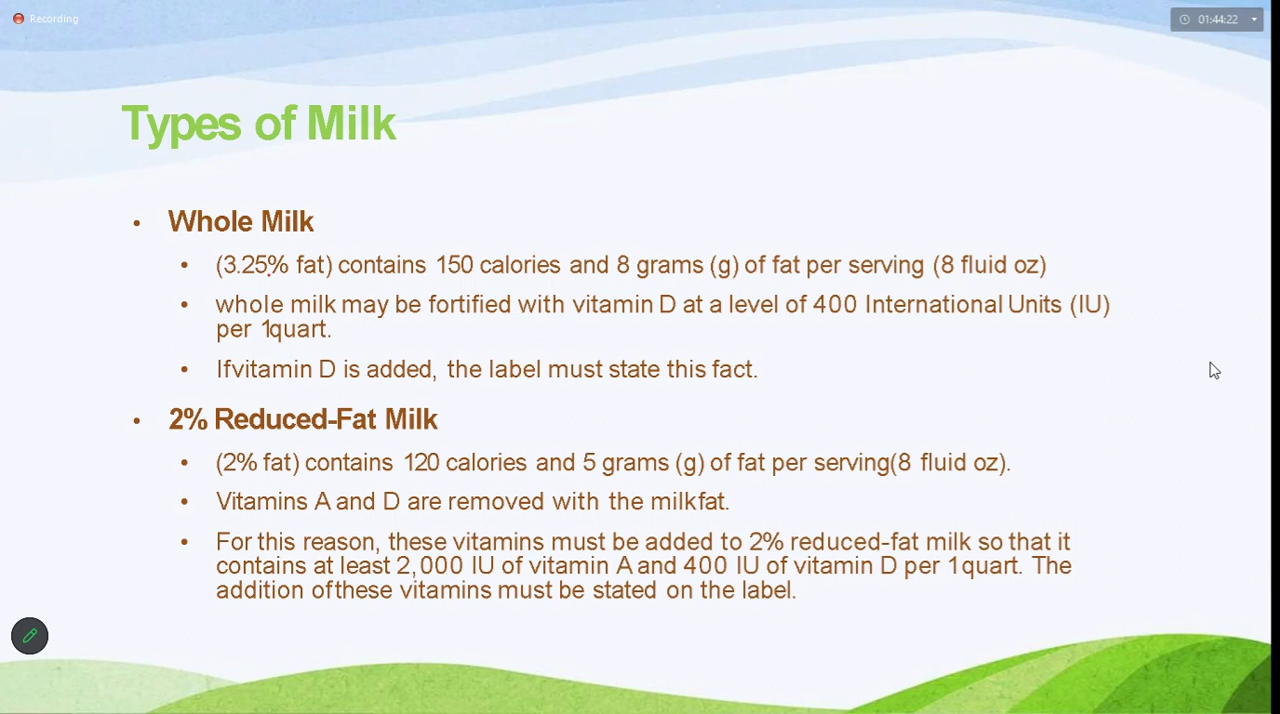 Recording
01:44:22
Types of Milk
• Whole Milk
• (3.25% fat) contains 150 calories and 8 grams (g) of fat per serving (8 fluid oz)
• whole milk may be fortified with vitamin D at a level of 400 International Units (IU)
per 1quart.
• Ifvitamin D is added, the label must state this fact.
• 2% Reduced-Fat Milk
• (2% fat) contains 120 calories and 5 grams (g) of fat per serving(8 fluid oz).
• Vitamins A and D are removed with the milkfat.
• For this reason, these vitamins must be added to 2% reduced-fat milk so that it
contains at least 2,000 IU of vitamin A and 400 IU of vitamin D per 1quart. The
addition ofthese vitamins must be stated on the label.